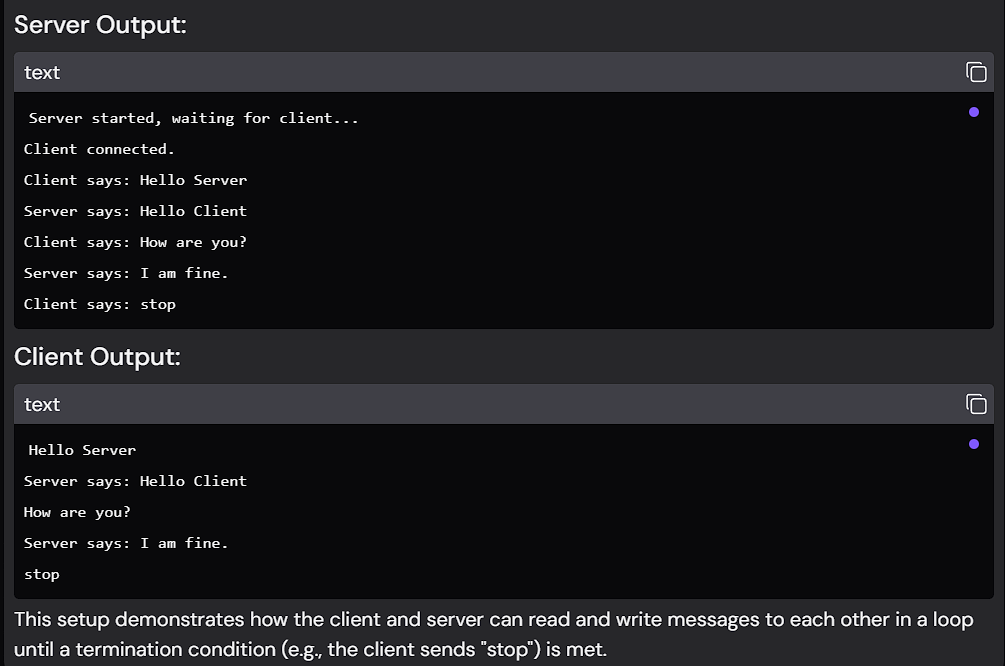 Server Output:
text
Server started, waiting for client...
Client connected.
Client says: Hello Server
Server says: Hello Client
Client says: How are you?
Server says: I am fine.
Client says: stop
Client Output:
text
Hello Server
Server says: Hello Client
How are you?
Server says: I am fine.
stop
This setup demonstrates how the client and server can read and write messages to each other in a loop
until a termination condition (e.g., the client sends "stop") is met.